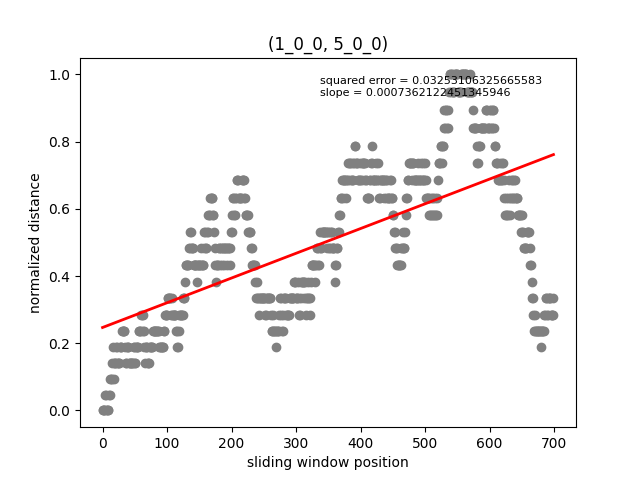 (1_0_0, 5_0_0)
squared error = 0.03253106325665583
slope = 0.0007362122451345946
normalized distance
1.0
0.8
0.6
0.4
0.2
0.0
0 100 200 300 400 500 600 700
sliding window position